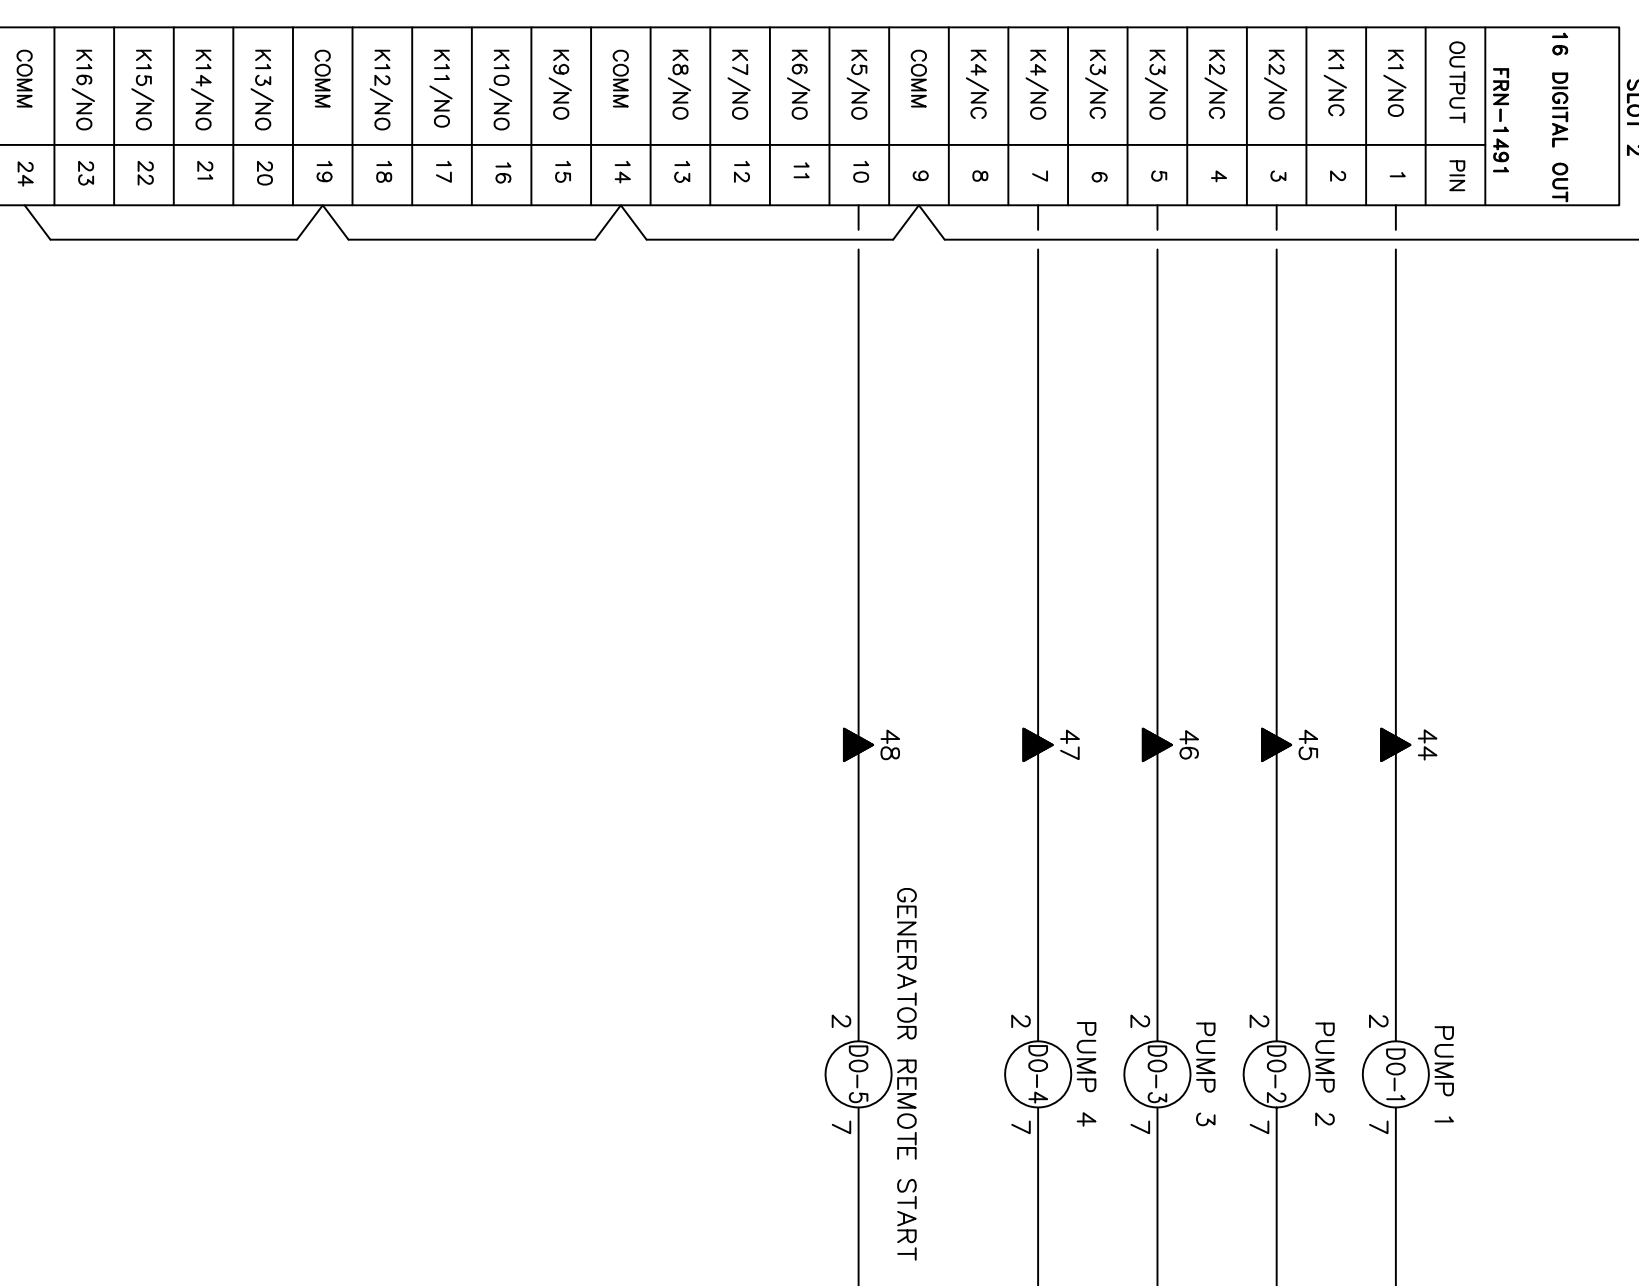 SLOT 2
16 DIGITAL OUT
FRN-1491
OUTPUT PIN
K1/NO 1
K1/NC 2
K2/NO 3
K2/NC 4
K3/NO 5
K3/NC 6
K4/NO 7
K4/NC 8
COMM 9
K5/NO 10
K6/NO 11
K7/NO 12
K8/NO 13
COMM 14
K9/NO 15
K10/NO 16
K11/NO 17
K12/NO 18
COMM 19
K13/NO 20
K14/NO 21
K15/NO 22
K16/NO 23
COMM 24
PUMP 1
44 2 DO-1 7
PUMP 2
45 2 DO-2 7
PUMP 3
46 2 DO-3 7
PUMP 4
47 2 DO-4 7
GENERATOR REMOTE START
48 2 DO-5 7